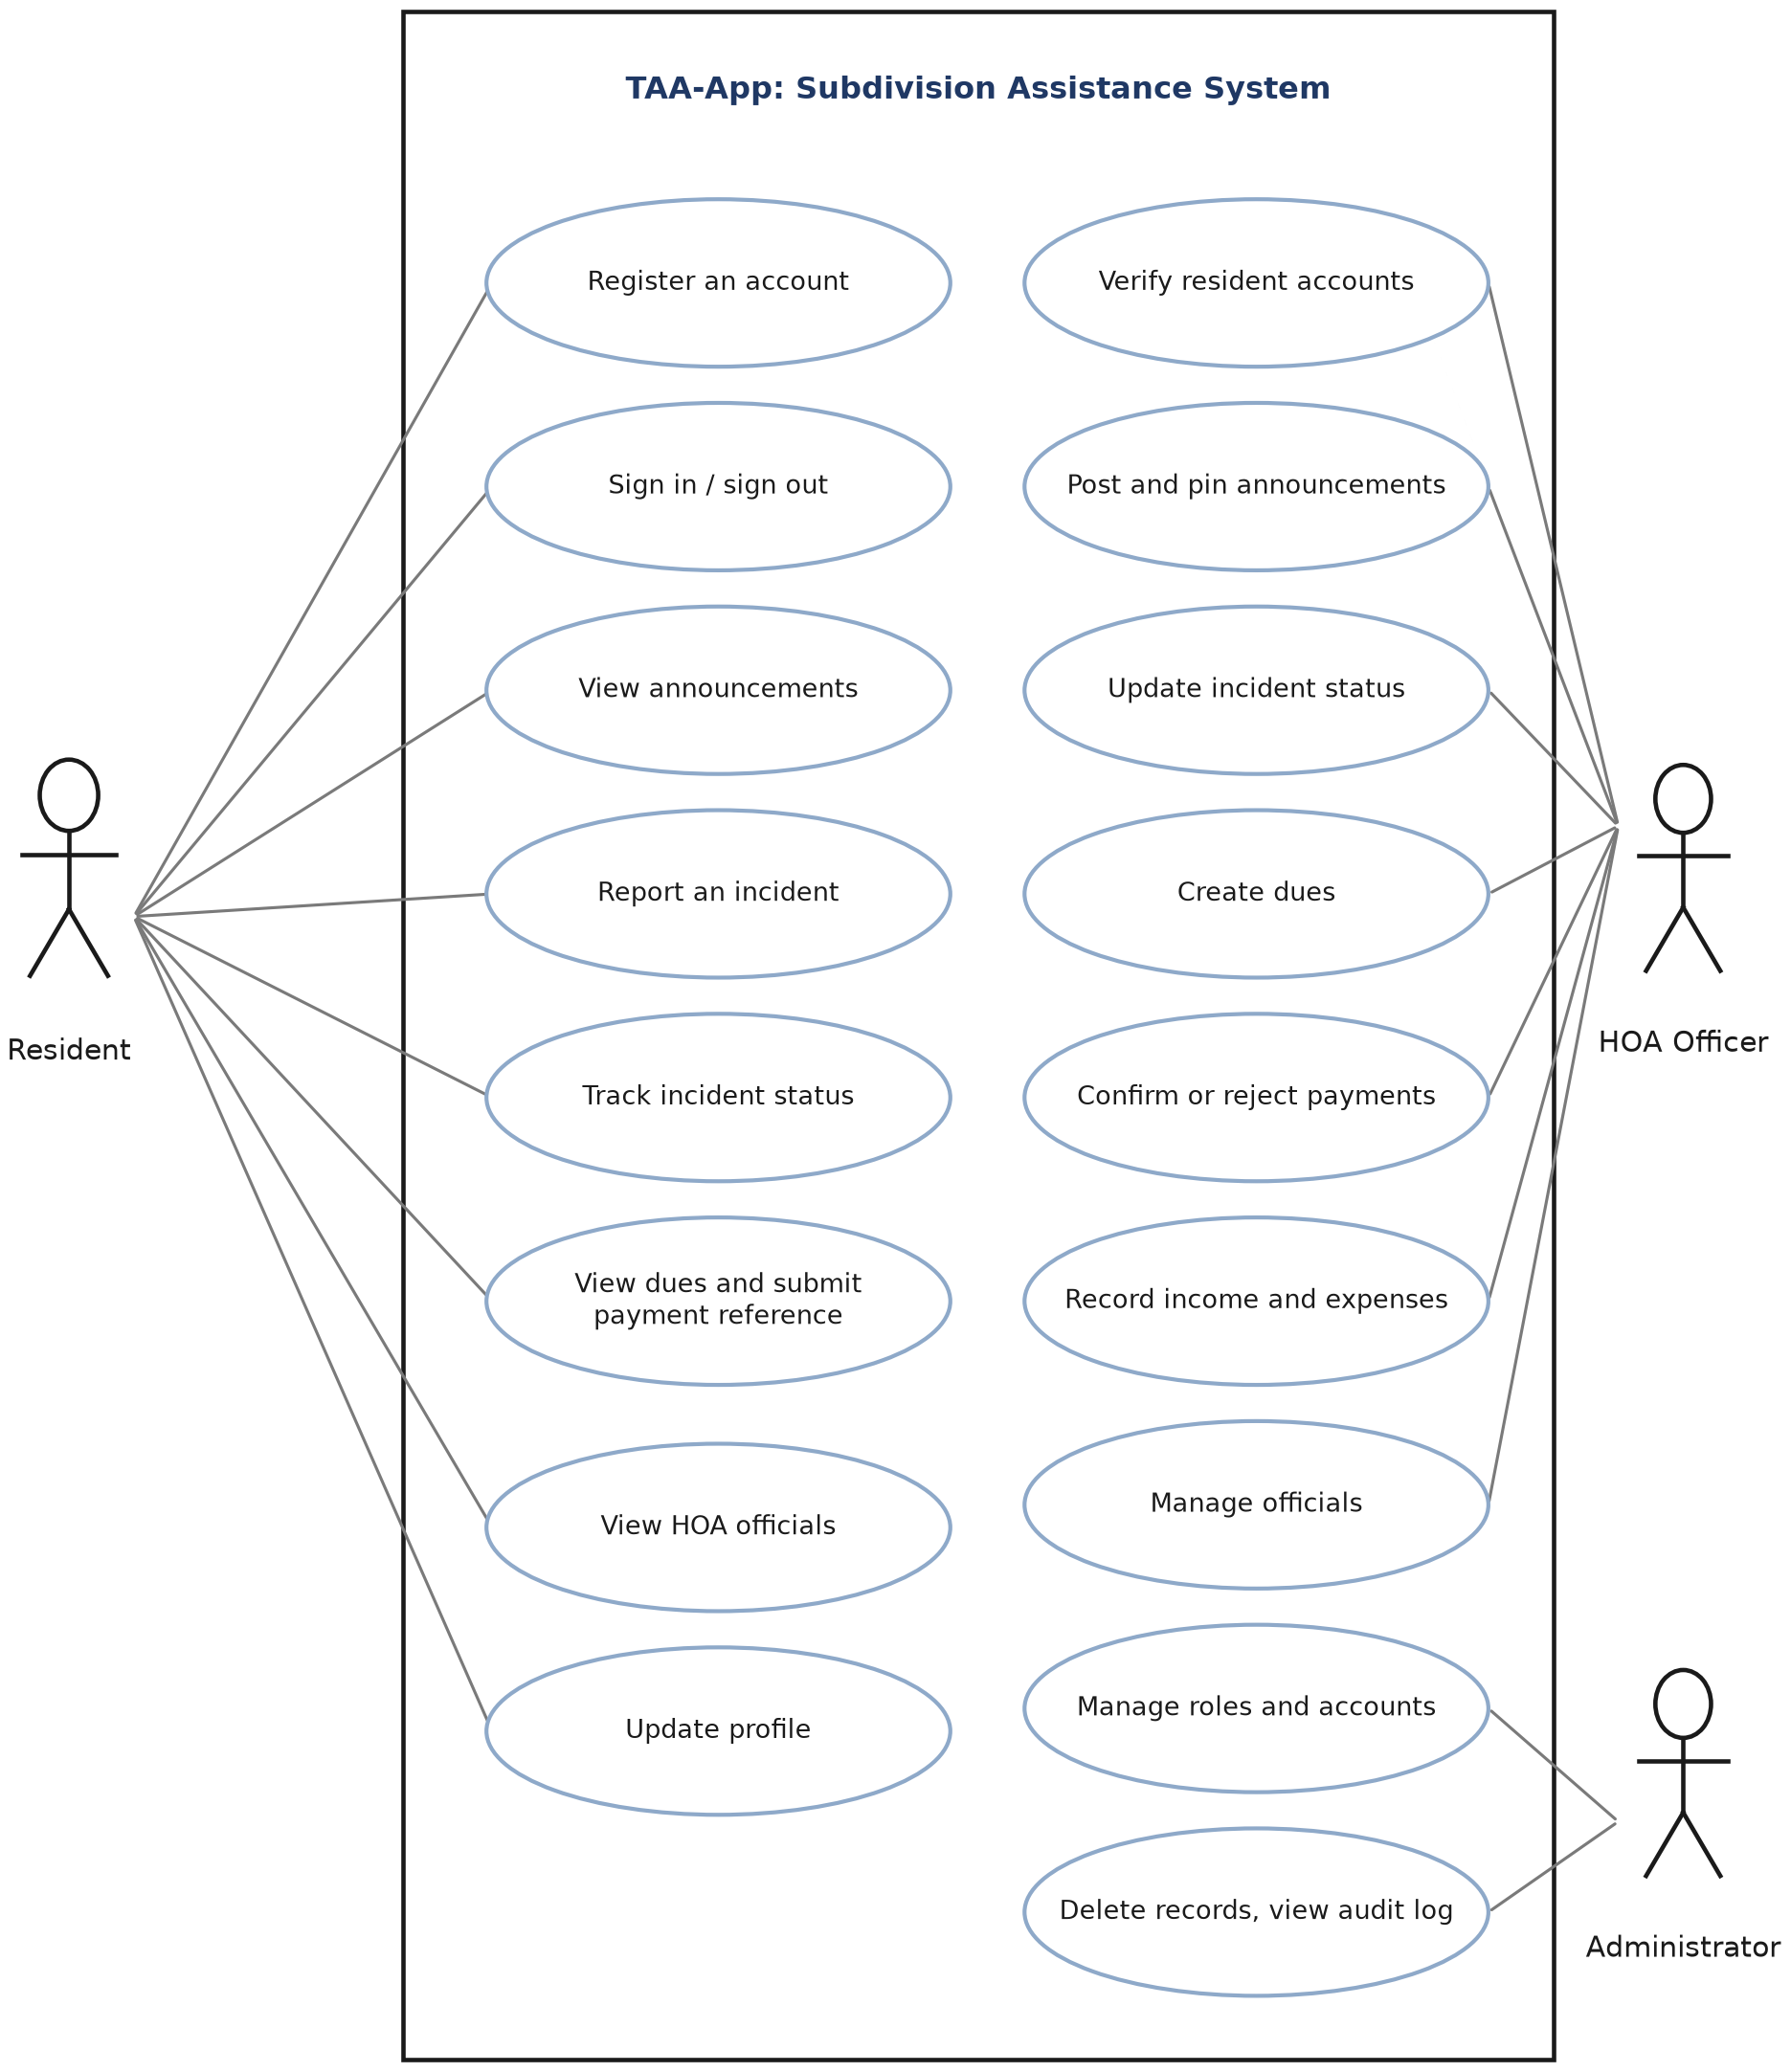 TAA-App: Subdivision Assistance System
Register an account
Verify resident accounts
Sign in / sign out
Post and pin announcements
View announcements
Update incident status
Report an incident
Create dues
Resident
HOA Officer
Track incident status
Confirm or reject payments
View dues and submit
payment reference
Record income and expenses
View HOA officials
Manage officials
Update profile
Manage roles and accounts
Delete records, view audit log
Administrator